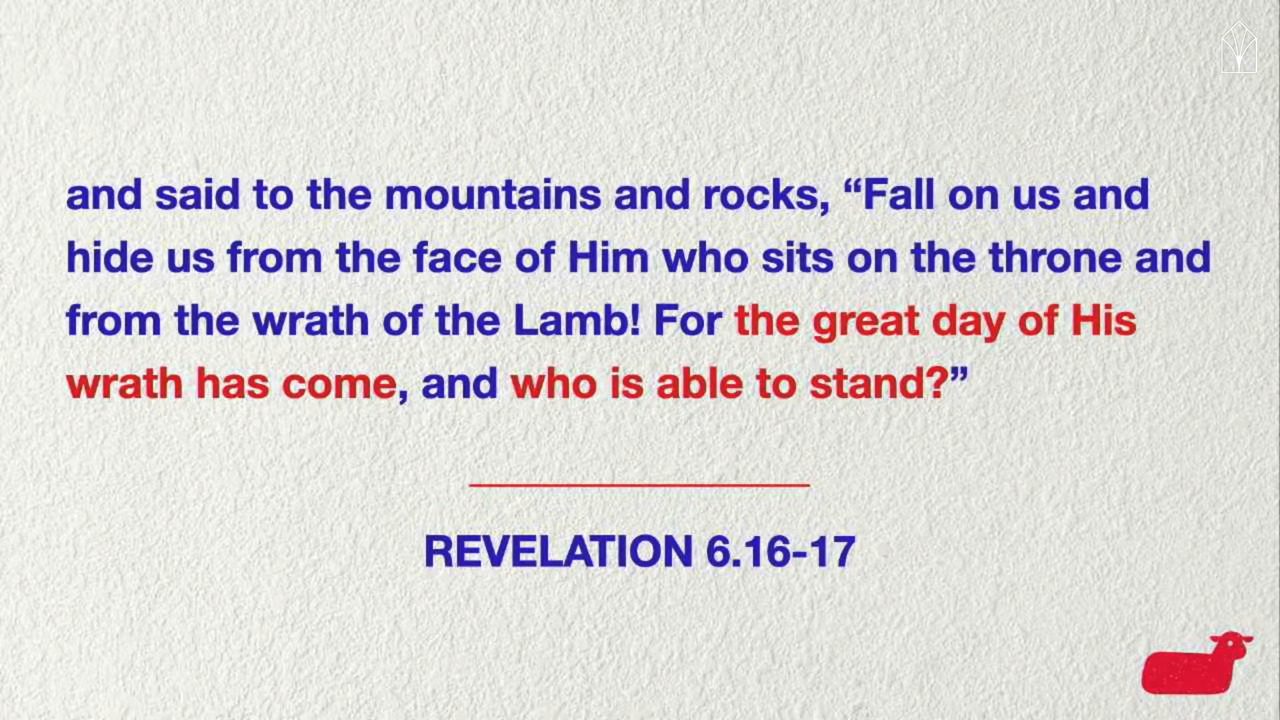 and said to the mountains and rocks, “Fall on us and
hide us from the face of Him who sits on the throne and
from the wrath of the Lamb! For the great day of His
wrath has come, and who is able to stand?”
REVELATION 6.16-17